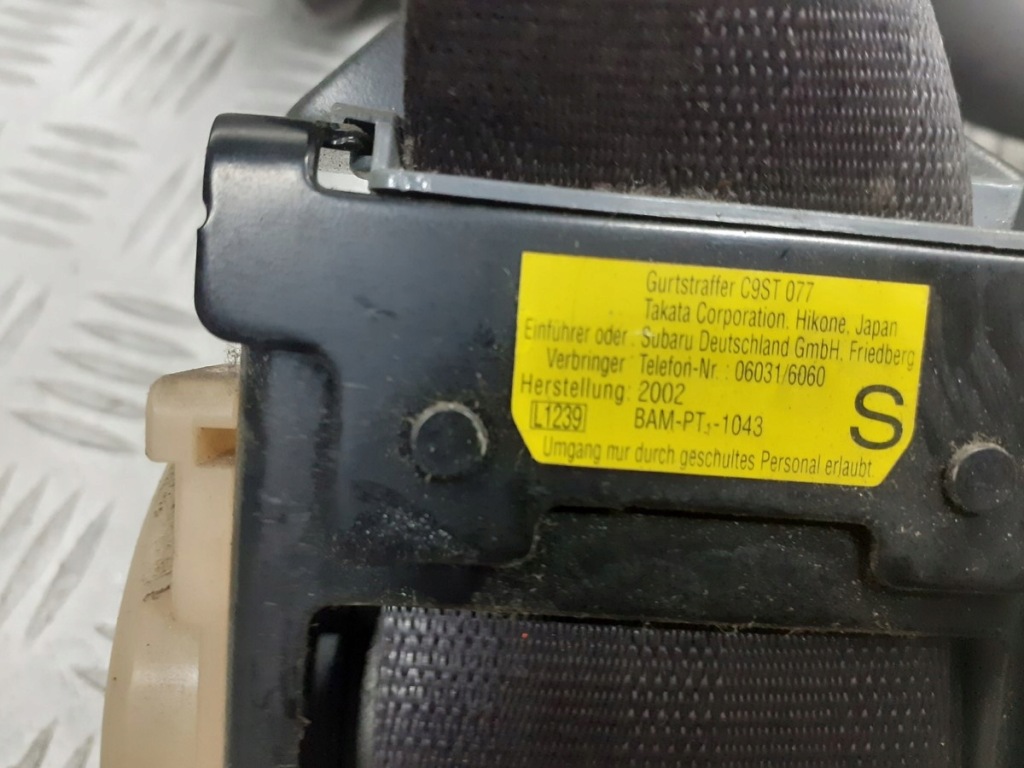 Gurtstraffer C9ST 077
Takata Corporation, Hikone, Japan
Einführer oder : Subaru Deutschland GmbH, Friedberg
Verbringer Telefon-Nr. : 06031/6060
Herstellung: 2002
L1239 BAM-PT₁-1043
S
Umgang nur durch geschultes Personal erlaubt.